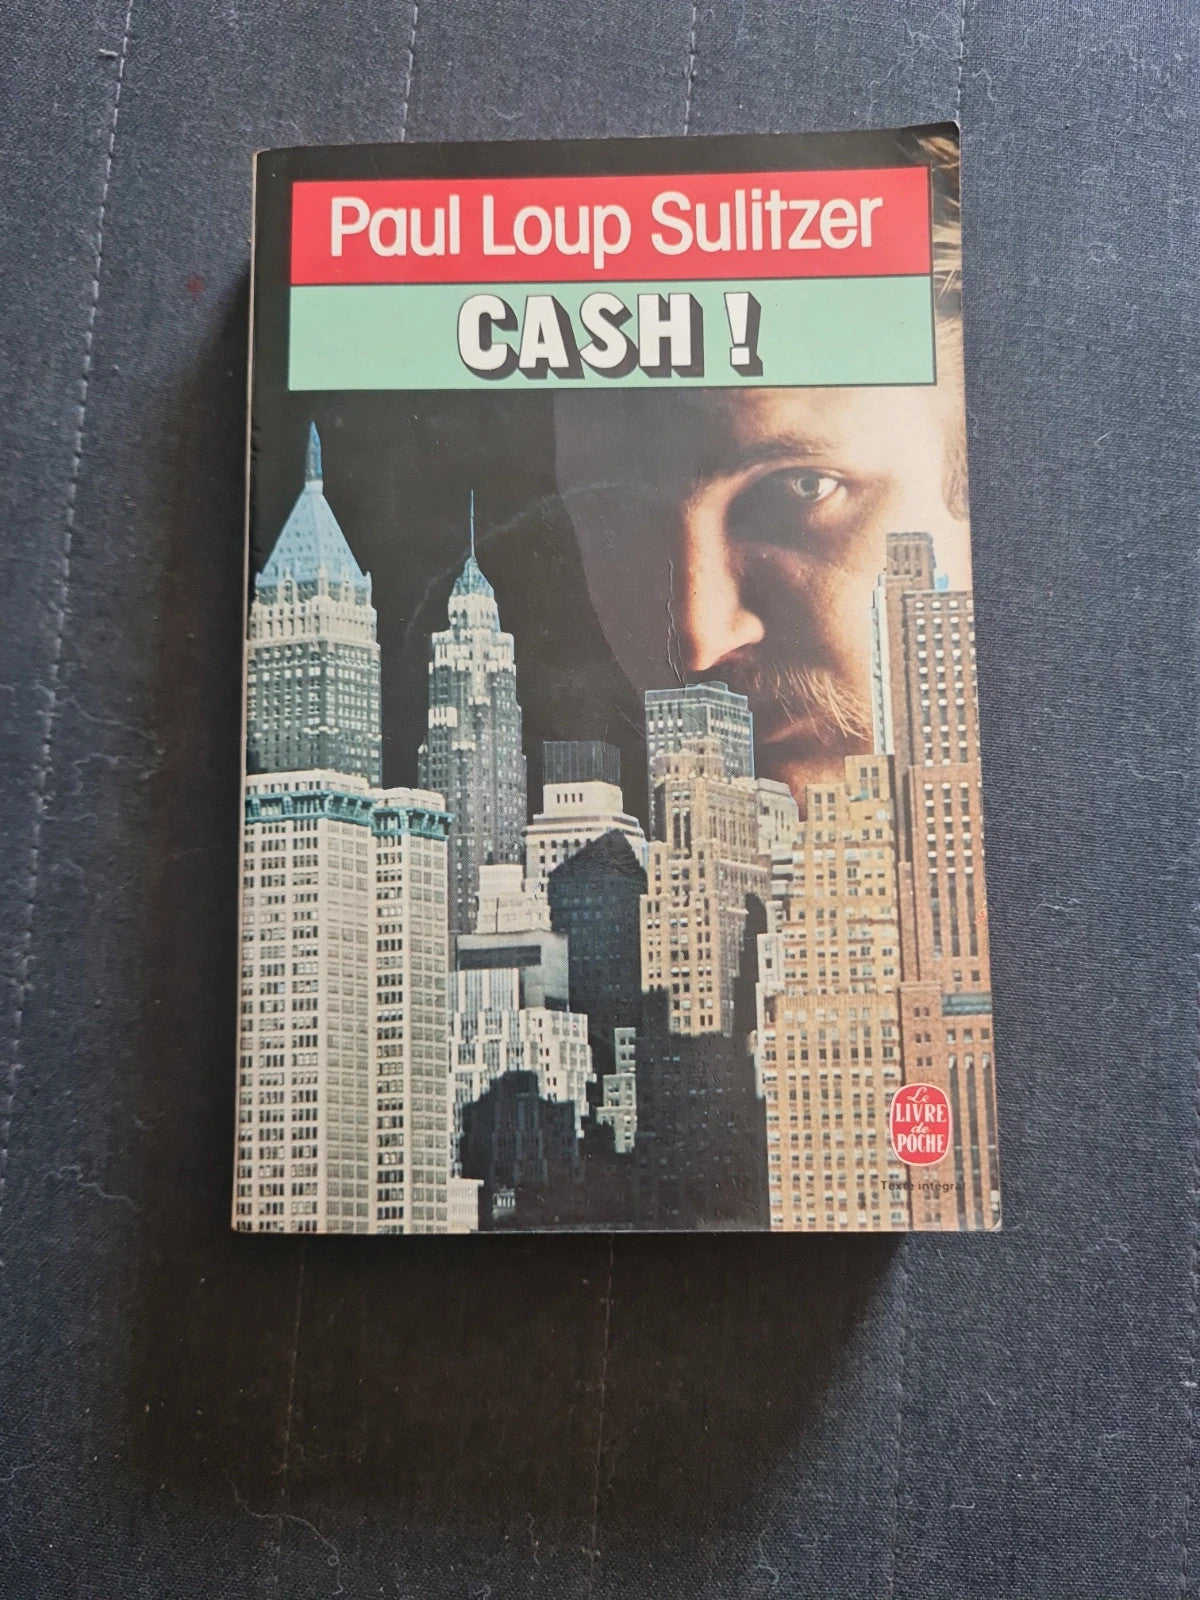 Paul Loup Sulitzer
CASH !
Le
LIVRE
de
POCHE
Texte intégral